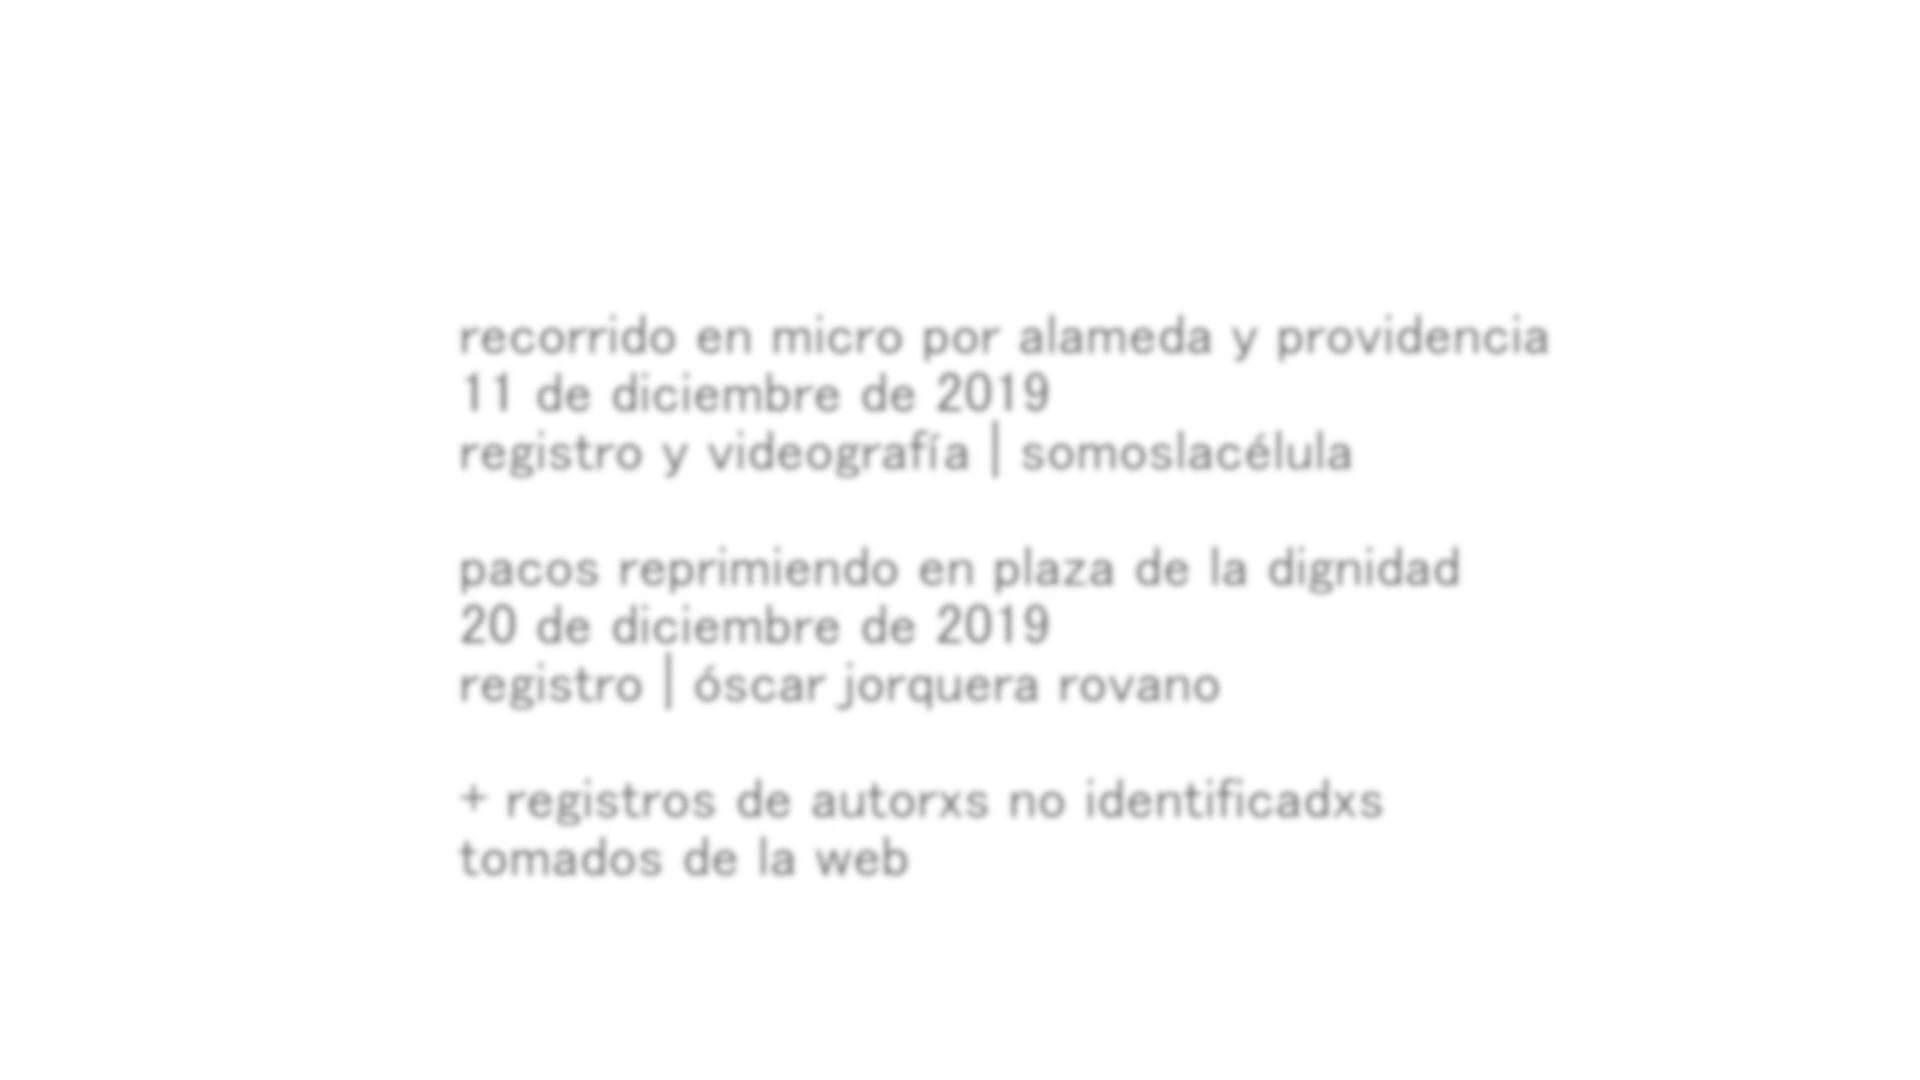 recorrido en micro por alameda y providencia
11 de diciembre de 2019
registro y videografía | somoslacélula
pacos reprimiendo en plaza de la dignidad
20 de diciembre de 2019
registro | óscar jorquera rovano
+ registros de autorxs no identificadxs
tomados de la web